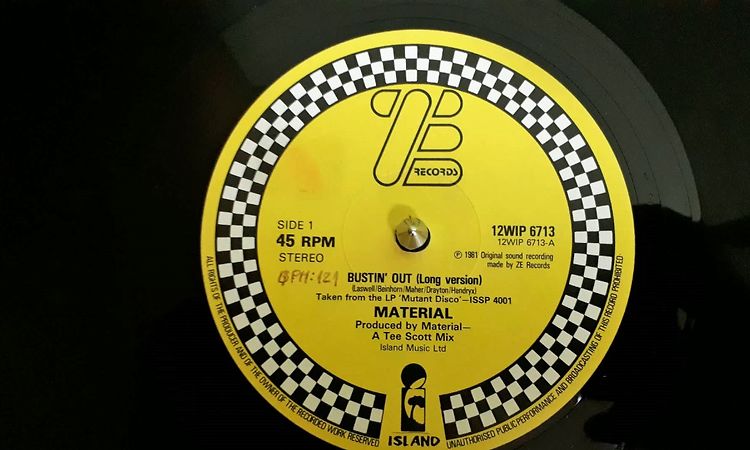 ZE
RECORDS
SIDE 1
45 RPM
STEREO
BPM:121
12WIP 6713
12WIP 6713-A
Ⓟ 1981 Original sound recording
made by ZE Records
BUSTIN' OUT (Long version)
(Laswell/Beinhorn/Maher/Drayton/Hendryx)
Taken from the LP 'Mutant Disco'—ISSP 4001
MATERIAL
Produced by Material—
A Tee Scott Mix
Island Music Ltd
ISLAND
ALL RIGHTS OF THE PRODUCER AND OF THE OWNER OF THE RECORDED WORK RESERVED
UNAUTHORISED PUBLIC PERFORMANCE AND BROADCASTING OF THIS RECORD PROHIBITED